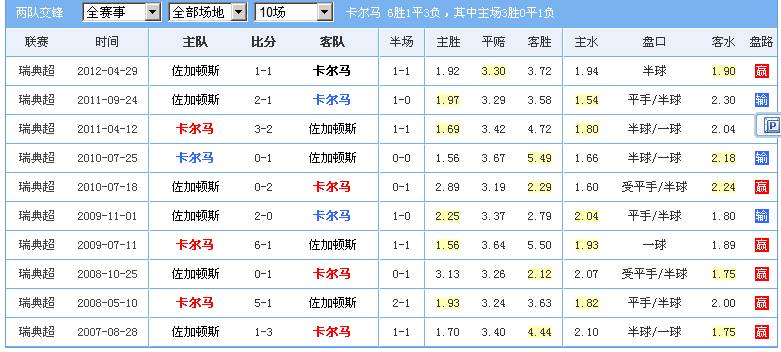 两队交锋 全赛事 全部场地 10场 卡尔马 6胜1平3负，其中主场3胜0平1负
联赛 时间 主队 比分 客队 半场 主胜 平赔 客胜 主水 盘口 客水 盘路
瑞典超 2012-04-29 佐加顿斯 1-1 卡尔马 1-1 1.92 3.30 3.72 1.94 半球 1.90 赢
瑞典超 2011-09-24 佐加顿斯 2-1 卡尔马 1-0 1.97 3.29 3.58 1.54 平手/半球 2.30 输
瑞典超 2011-04-12 卡尔马 3-2 佐加顿斯 1-1 1.69 3.42 4.72 1.80 半球/一球 2.04
瑞典超 2010-07-25 卡尔马 0-1 佐加顿斯 0-0 1.56 3.67 5.49 1.66 半球/一球 2.18 输
瑞典超 2010-07-18 佐加顿斯 0-2 卡尔马 0-1 2.89 3.19 2.29 1.60 受平手/半球 2.24 赢
瑞典超 2009-11-01 佐加顿斯 2-0 卡尔马 1-0 2.25 3.37 2.79 2.04 平手/半球 1.80 输
瑞典超 2009-07-11 卡尔马 6-1 佐加顿斯 1-1 1.56 3.64 5.50 1.93 一球 1.89 赢
瑞典超 2008-10-25 佐加顿斯 0-1 卡尔马 0-1 3.13 3.26 2.12 2.07 受平手/半球 1.75 赢
瑞典超 2008-05-10 卡尔马 5-1 佐加顿斯 2-1 1.93 3.24 3.63 1.82 平手/半球 2.00 赢
瑞典超 2007-08-28 佐加顿斯 1-3 卡尔马 1-1 1.70 3.40 4.44 2.10 半球/一球 1.75 赢